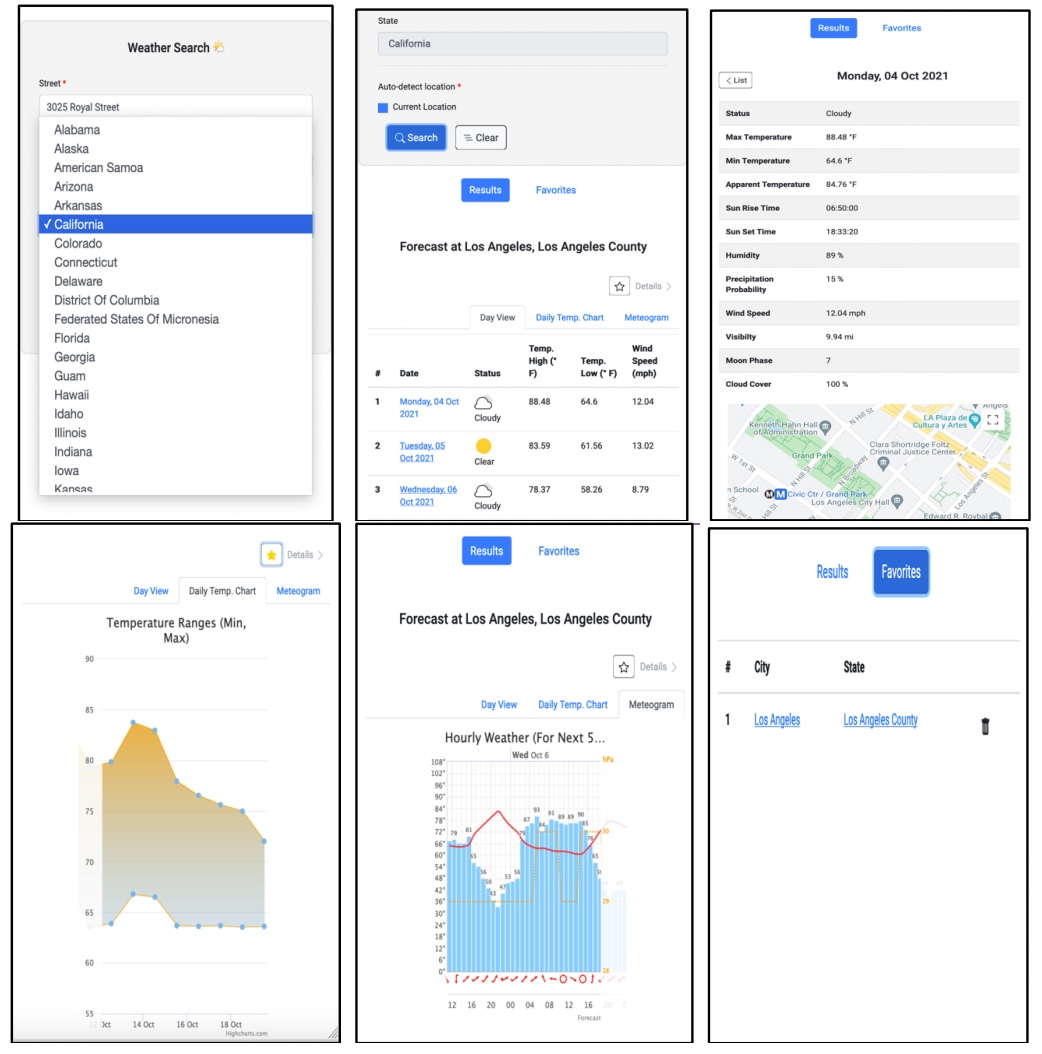 Weather Search
Street *
3025 Royal Street
Alabama
Alaska
American Samoa
Arizona
Arkansas
✓ California
Colorado
Connecticut
Delaware
District Of Columbia
Federated States Of Micronesia
Florida
Georgia
Guam
Hawaii
Idaho
Illinois
Indiana
Iowa
Kansas
State
California
Auto-detect location *
Current Location
Search Clear
Results Favorites
Forecast at Los Angeles, Los Angeles County
Details
Day View Daily Temp. Chart Meteogram
# Date Status Temp. High (° F) Temp. Low (° F) Wind Speed (mph)
1 Monday, 04 Oct 2021 Cloudy 88.48 64.6 12.04
2 Tuesday, 05 Oct 2021 Clear 83.59 61.56 13.02
3 Wednesday, 06 Oct 2021 Cloudy 78.37 58.26 8.79
Results Favorites
< List
Monday, 04 Oct 2021
Status Cloudy
Max Temperature 88.48 °F
Min Temperature 64.6 °F
Apparent Temperature 84.76 °F
Sun Rise Time 06:50:00
Sun Set Time 18:33:20
Humidity 89 %
Precipitation Probability 15 %
Wind Speed 12.04 mph
Visibilty 9.94 mi
Moon Phase 7
Cloud Cover 100 %
Angels
LA Plaza de
Cultura y Artes
N Hill St
Kenneth Hahn Hall
of Administration
Clara Shortridge Foltz
Criminal Justice Center
Grand Park
W 1st St
N Hill St
N Broadway
Los Angeles St
n School
M Civic Ctr / Grand Park
Los Angeles City Hall
Edward R. Roybal
Details
Day View Daily Temp. Chart Meteogram
Temperature Ranges (Min,
Max)
90
85
80
75
70
65
60
55
12 Oct 14 Oct 16 Oct 18 Oct
Highcharts.com
Results Favorites
Forecast at Los Angeles, Los Angeles County
Details
Day View Daily Temp. Chart Meteogram
Hourly Weather (For Next 5...
Wed Oct 6
hPa
108°
102°
96°
90°
84°
78°
72°
66°
60°
54°
48°
42°
36°
30°
24°
18°
12°
6°
0°
79 81 65 56 50 43 53 56 79 87 93 84 91 89 89 90 85 76 65
30
29
28
12 16 20 00 04 08 12 16 20
Forecast
Results Favorites
# City State
1 Los Angeles Los Angeles County